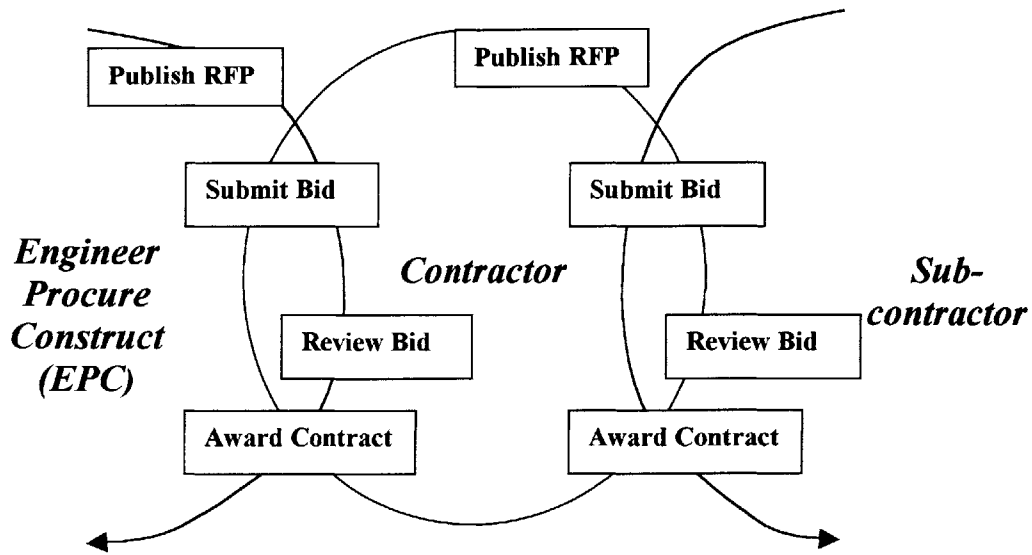 Publish RFP
Publish RFP
Submit Bid
Submit Bid
Engineer
Procure
Construct
(EPC)
Contractor
Sub-
contractor
Review Bid
Review Bid
Award Contract
Award Contract